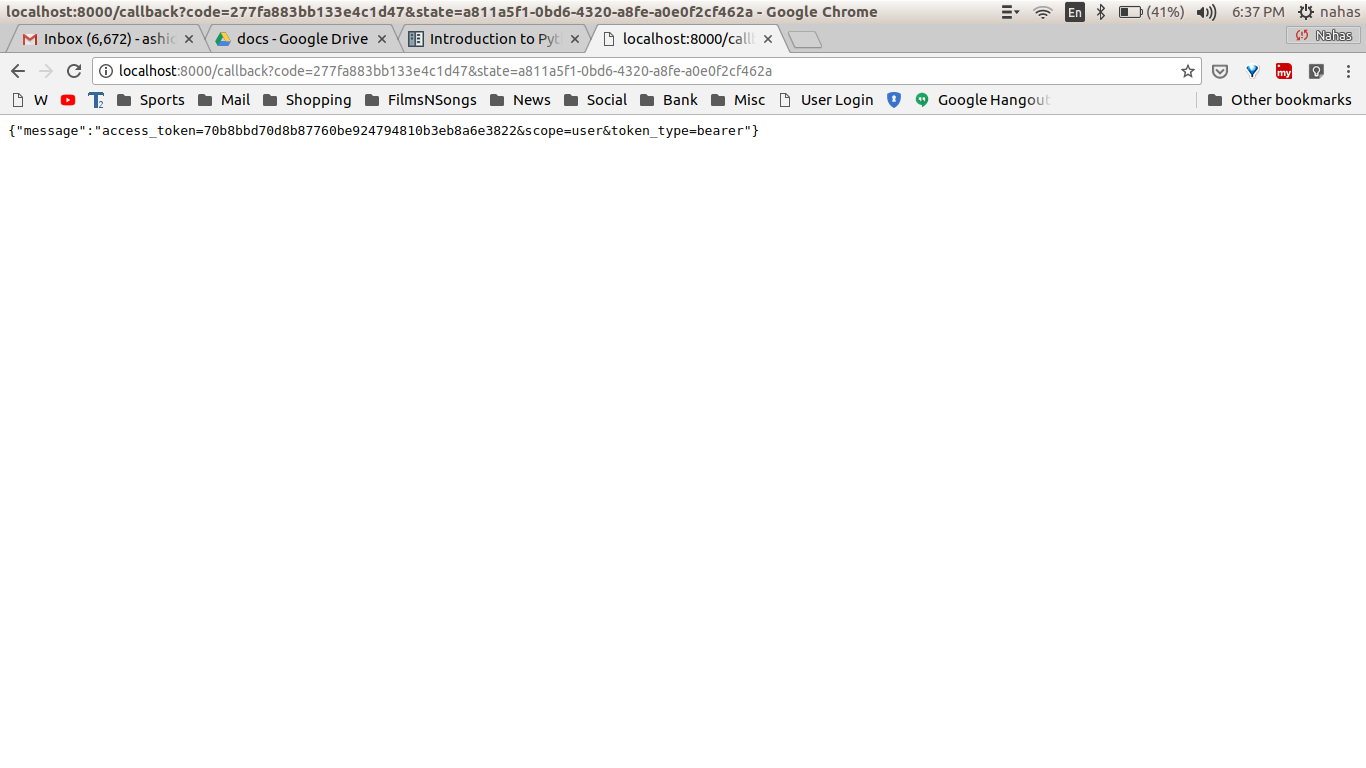 localhost:8000/callback?code=277fa883bb133e4c1d47&state=a811a5f1-0bd6-4320-a8fe-a0e0f2cf462a - Google Chrome
En (41%) 6:37 PM nahas
Inbox (6,672) - ashic docs - Google Drive Introduction to Pyt localhost:8000/call Nahas
localhost:8000/callback?code=277fa883bb133e4c1d47&state=a811a5f1-0bd6-4320-a8fe-a0e0f2cf462a my
W T2 Sports Mail Shopping FilmsNSongs News Social Bank Misc User Login Google Hangout Other bookmarks
{"message":"access_token=70b8bbd70d8b87760be924794810b3eb8a6e3822&scope=user&token_type=bearer"}